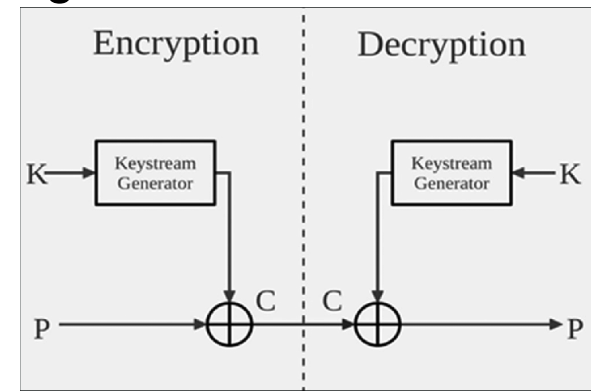 Encryption
Decryption
K
Keystream
Generator
Keystream
Generator
K
C
C
P
P